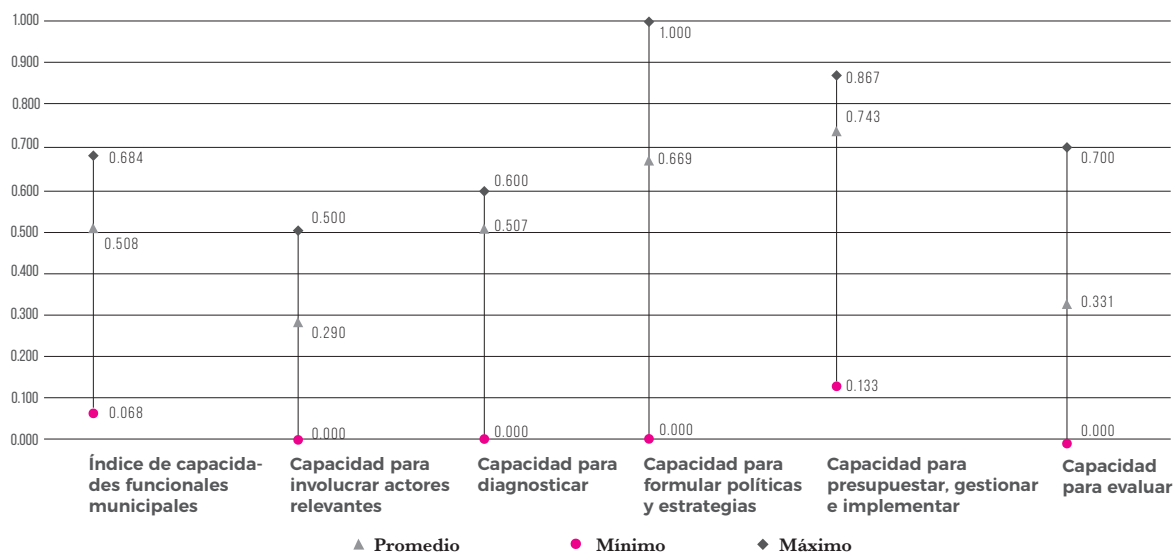 1.000
0.900
0.800
0.700
0.600
0.500
0.400
0.300
0.200
0.100
0.000
0.684
0.508
0.068
0.500
0.290
0.000
0.600
0.507
0.000
1.000
0.669
0.000
0.867
0.743
0.133
0.700
0.331
0.000
Índice de capacida-
des funcionales
municipales
Capacidad para
involucrar actores
relevantes
Capacidad para
diagnosticar
Capacidad para
formular políticas
y estrategias
Capacidad para
presupuestar, gestionar
e implementar
Capacidad
para evaluar
Promedio
Mínimo
Máximo